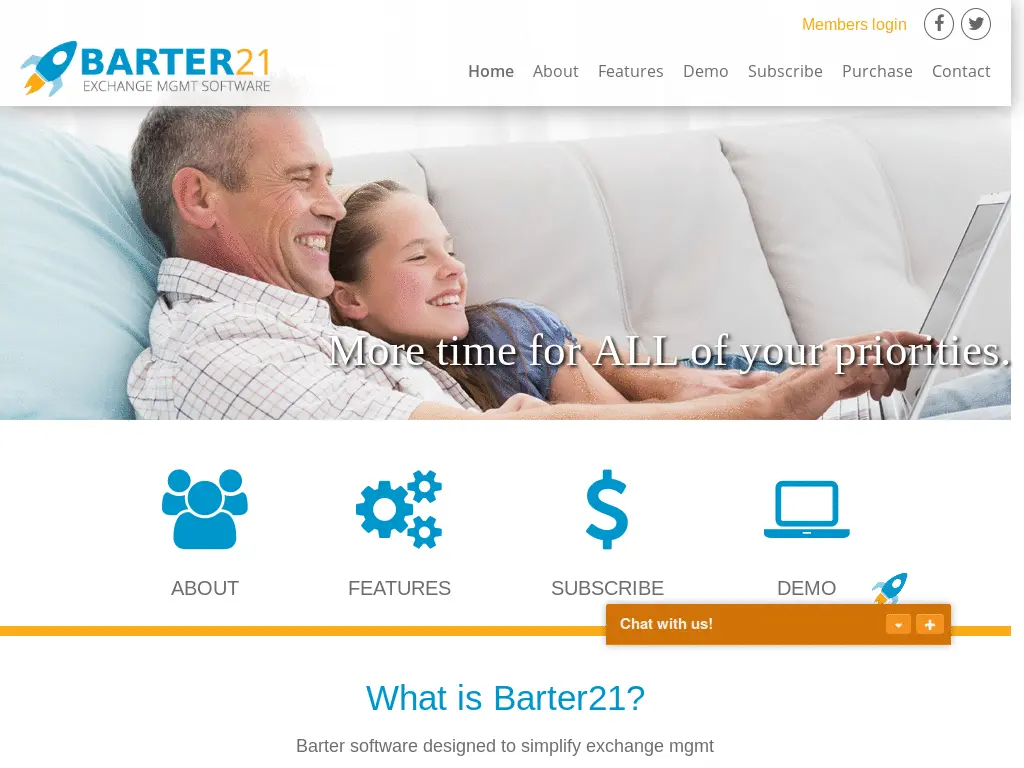 Members login
BARTER21
EXCHANGE MGMT SOFTWARE
Home About Features Demo Subscribe Purchase Contact
More time for ALL of your priorities.
ABOUT FEATURES SUBSCRIBE DEMO
Chat with us!
What is Barter21?
Barter software designed to simplify exchange mgmt